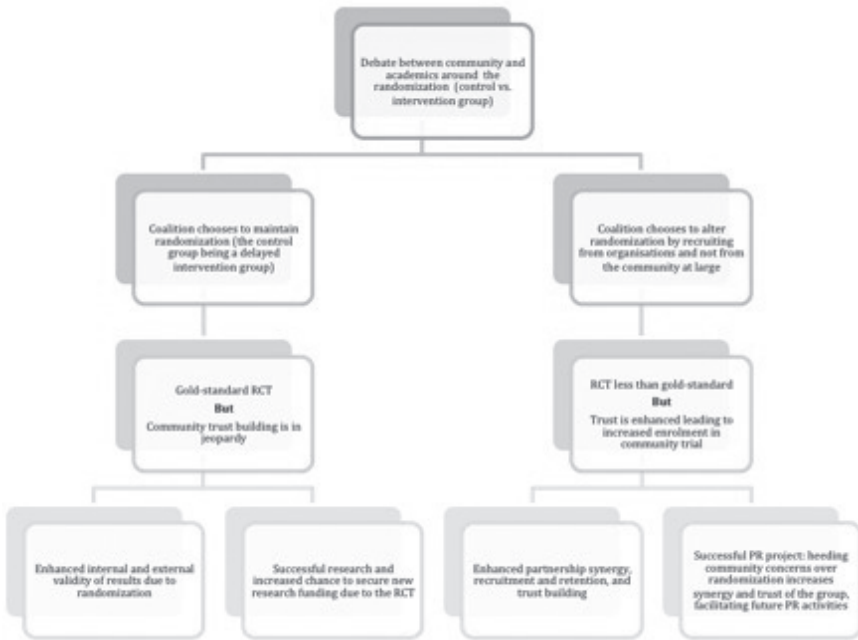 Debate between community and
academics around the
randomization (control vs.
intervention group)
Coalition chooses to maintain
randomization (the control
group being a delayed
intervention group)
Coalition chooses to alter
randomization by recruiting
from organisations and not from
the community at large
Gold-standard RCT
But
Community trust building is in
jeopardy
RCT less than gold-standard
But
Trust is enhanced leading to
increased enrolment in
community trial
Enhanced internal and external
validity of results due to
randomization
Successful research and
increased chance to secure new
research funding due to the RCT
Enhanced partnership synergy,
recruitment and retention, and
trust building
Successful PR project: heeding
community concerns over
randomization increases
synergy and trust of the group,
facilitating future PR activities